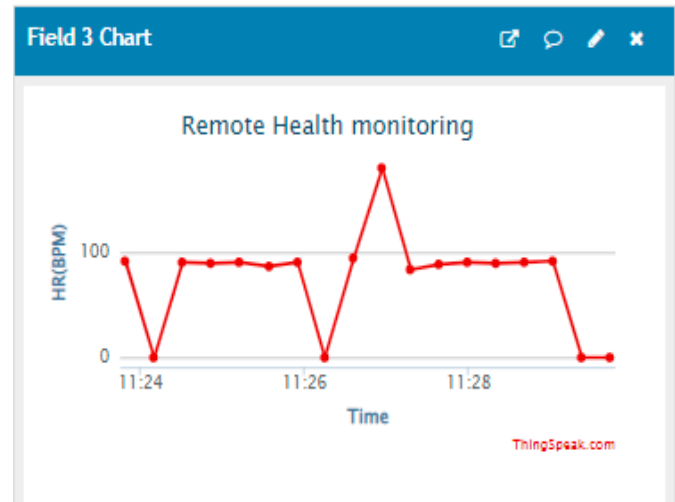 Field 3 Chart
Remote Health monitoring
HR(BPM)
100
0
11:24 11:26 11:28
Time
ThingSpeak.com